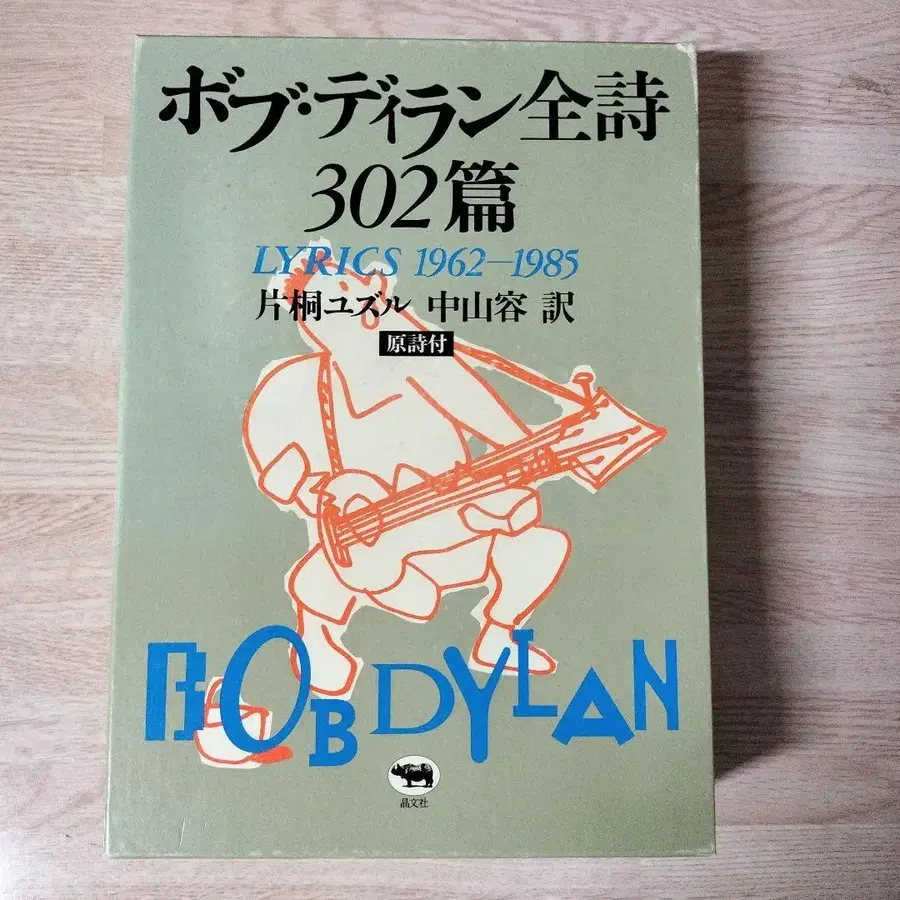 ボブ・ディラン全詩
302篇
LYRICS 1962–1985
片桐ユズル 中山容 訳
原詩付
BOB DYLAN
晶文社